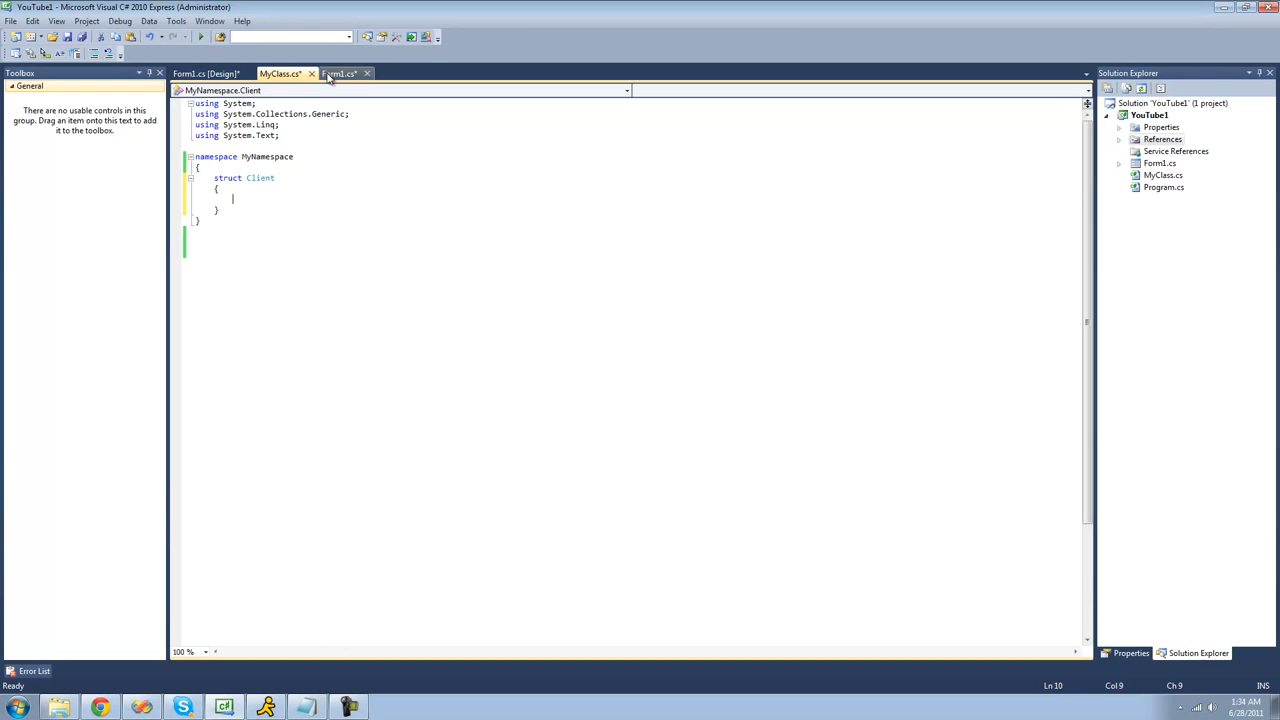 YouTube1 - Microsoft Visual C# 2010 Express (Administrator)
File Edit View Project Debug Data Tools Window Help
Toolbox
General
There are no usable controls in this
group. Drag an item onto this text to add
it to the toolbox.
Form1.cs [Design]* MyClass.cs* Form1.cs*
MyNamespace.Client
using System;
using System.Collections.Generic;
using System.Linq;
using System.Text;
namespace MyNamespace
{
struct Client
{
}
}
100 %
Solution Explorer
Solution 'YouTube1' (1 project)
YouTube1
Properties
References
Service References
Form1.cs
MyClass.cs
Program.cs
Properties Solution Explorer
Error List
Ready Ln 10 Col 9 Ch 9 INS
1:34 AM
6/28/2011